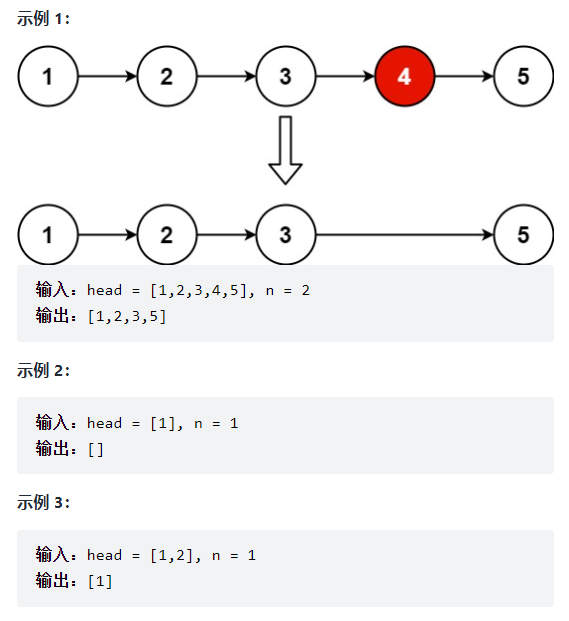 示例 1：
1 2 3 4 5
1 2 3 5
输入：head = [1,2,3,4,5], n = 2
输出：[1,2,3,5]
示例 2：
输入：head = [1], n = 1
输出：[]
示例 3：
输入：head = [1,2], n = 1
输出：[1]